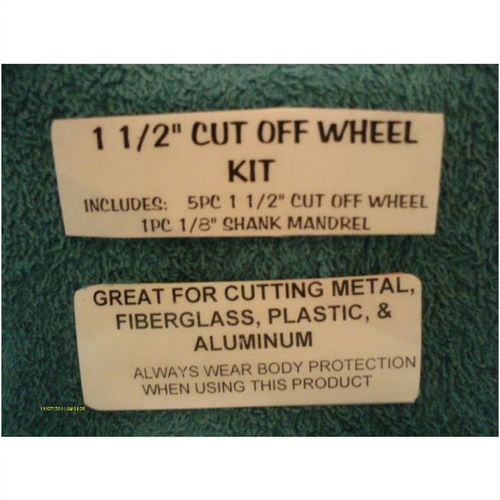 1 1/2" CUT OFF WHEEL
KIT
INCLUDES: 5PC 1 1/2" CUT OFF WHEEL
1PC 1/8" SHANK MANDREL
GREAT FOR CUTTING METAL,
FIBERGLASS, PLASTIC, &
ALUMINUM
ALWAYS WEAR BODY PROTECTION
WHEN USING THIS PRODUCT